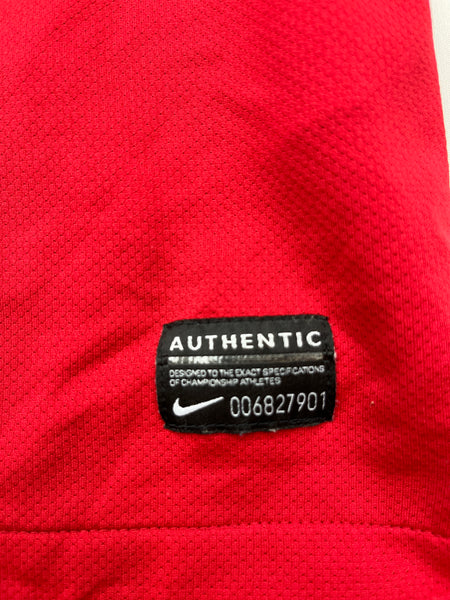 AUTHENTIC
DESIGNED TO THE EXACT SPECIFICATIONS
OF CHAMPIONSHIP ATHLETES
006827901